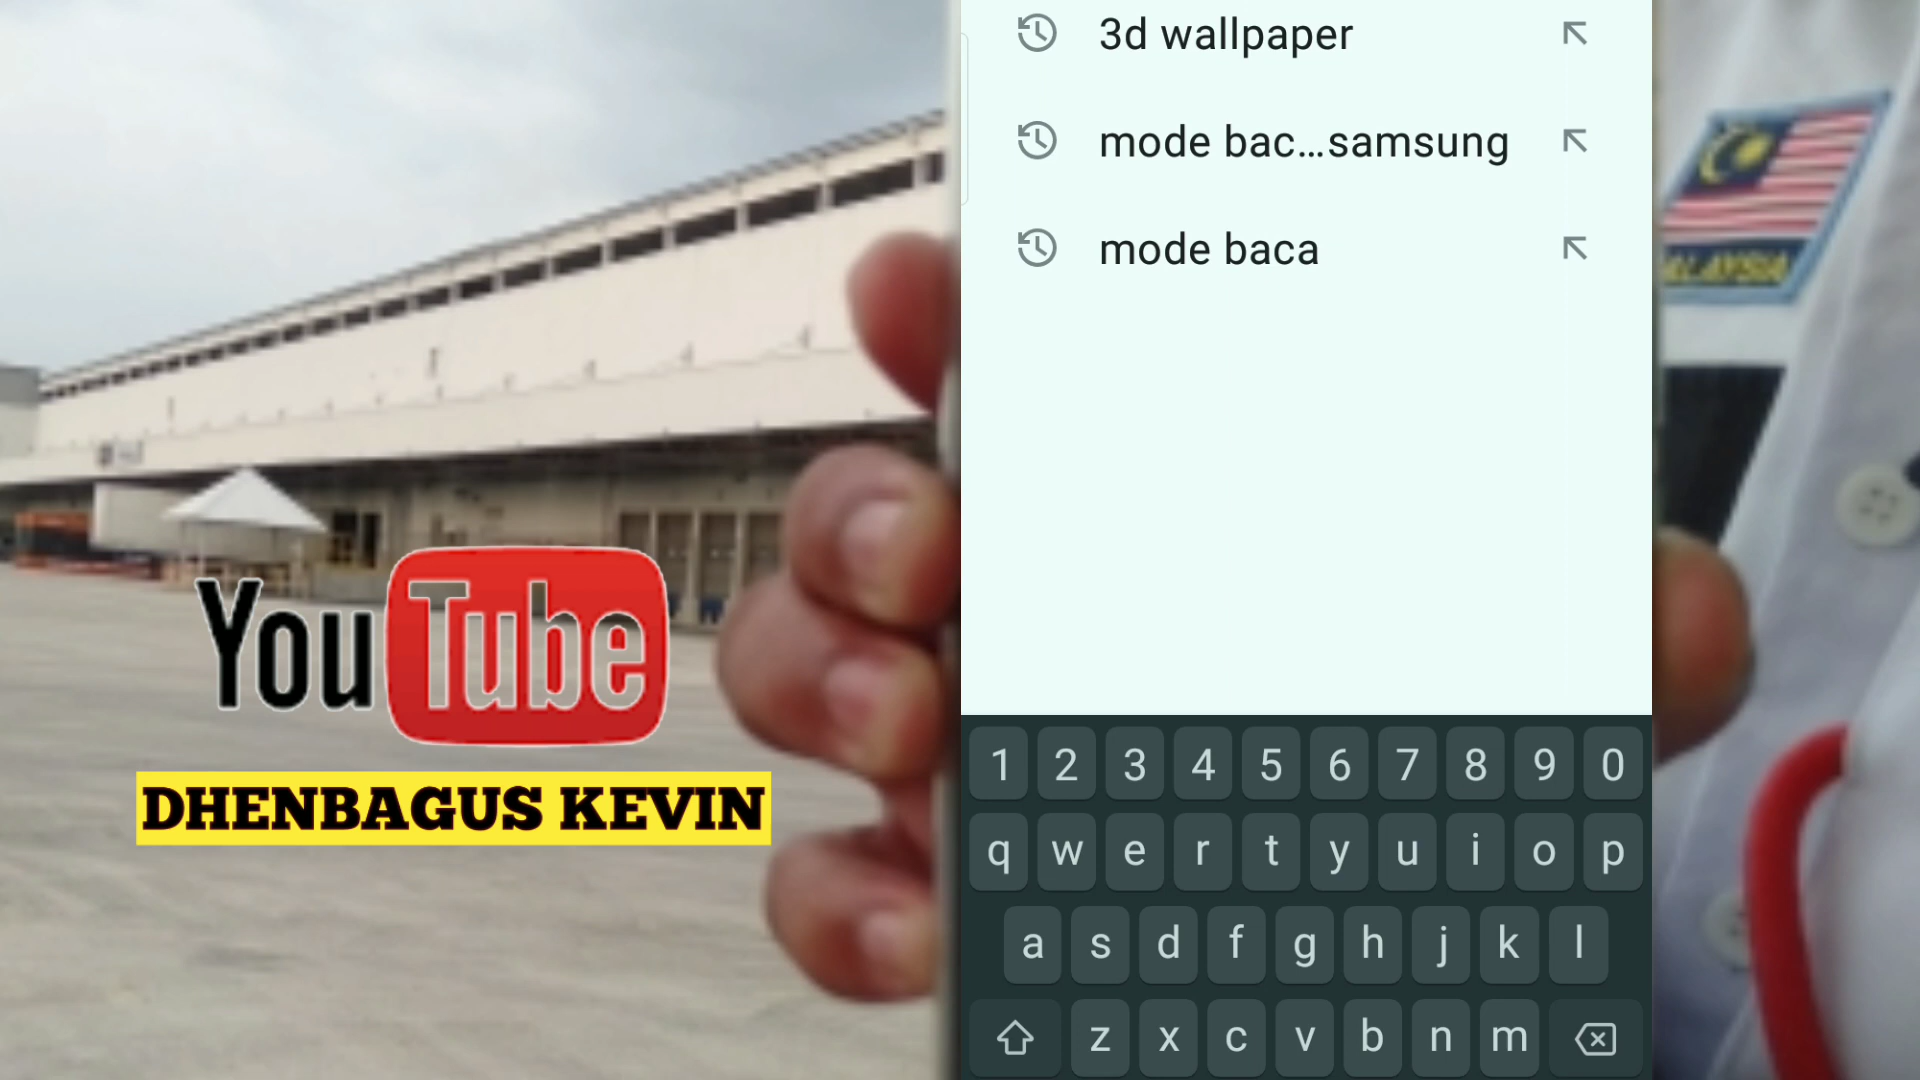 3d wallpaper
mode bac...samsung
mode baca
MALAYSIA
YouTube
DHENBAGUS KEVIN
1 2 3 4 5 6 7 8 9 0
q w e r t y u i o p
a s d f g h j k l
z x c v b n m